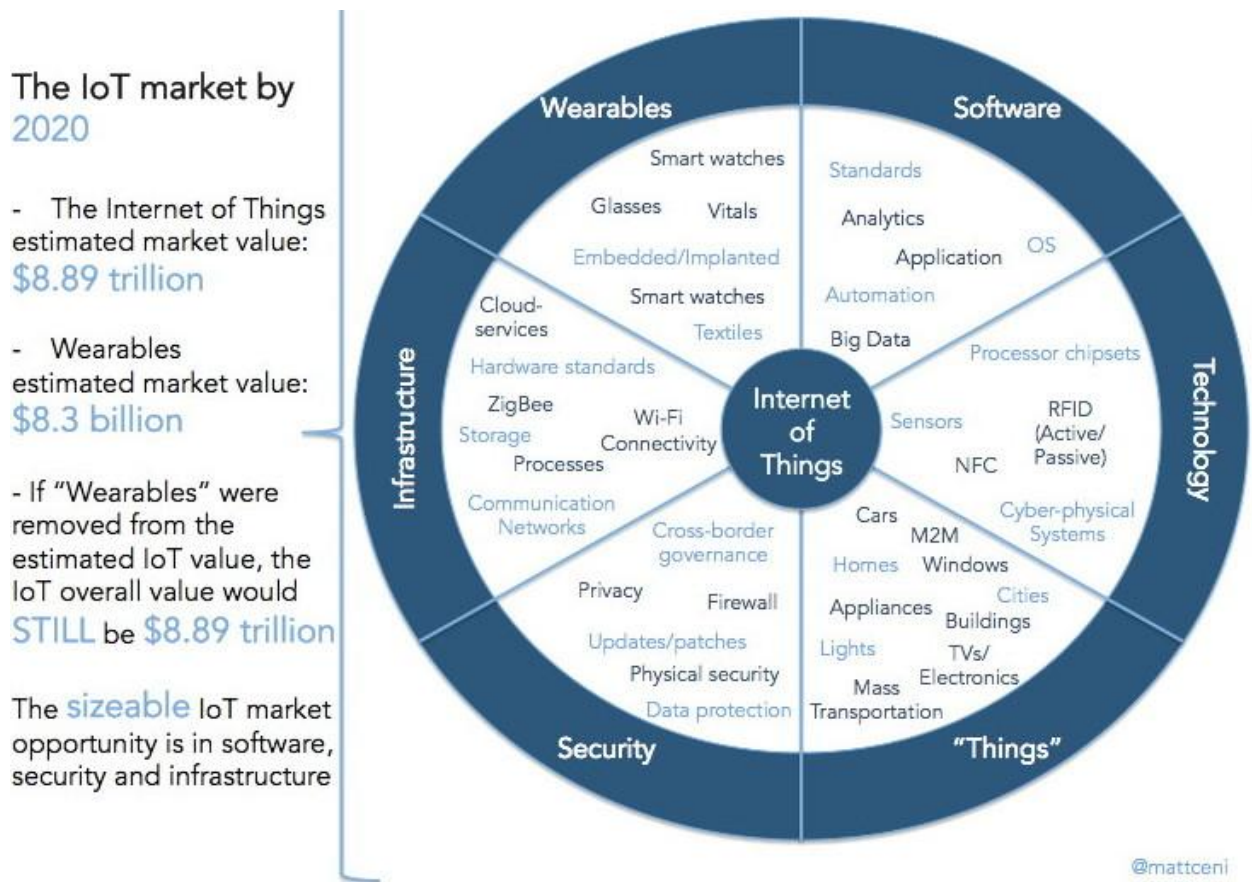 The IoT market by
2020
- The Internet of Things
estimated market value:
$8.89 trillion
- Wearables
estimated market value:
$8.3 billion
- If “Wearables” were
removed from the
estimated IoT value, the
IoT overall value would
STILL be $8.89 trillion
The sizeable IoT market
opportunity is in software,
security and infrastructure
Wearables
Smart watches
Glasses
Vitals
Embedded/Implanted
Smart watches
Textiles
Software
Standards
Analytics
Application
OS
Automation
Big Data
Technology
Processor chipsets
Sensors
RFID
(Active/
Passive)
NFC
Cyber-physical
Systems
“Things”
Cars
M2M
Homes
Windows
Cities
Appliances
Buildings
Lights
TVs/
Electronics
Mass
Transportation
Security
Cross-border
governance
Privacy
Firewall
Updates/patches
Physical security
Data protection
Infrastructure
Cloud-
services
Hardware standards
ZigBee
Wi-Fi
Connectivity
Storage
Processes
Communication
Networks
Internet
of
Things
@mattceni